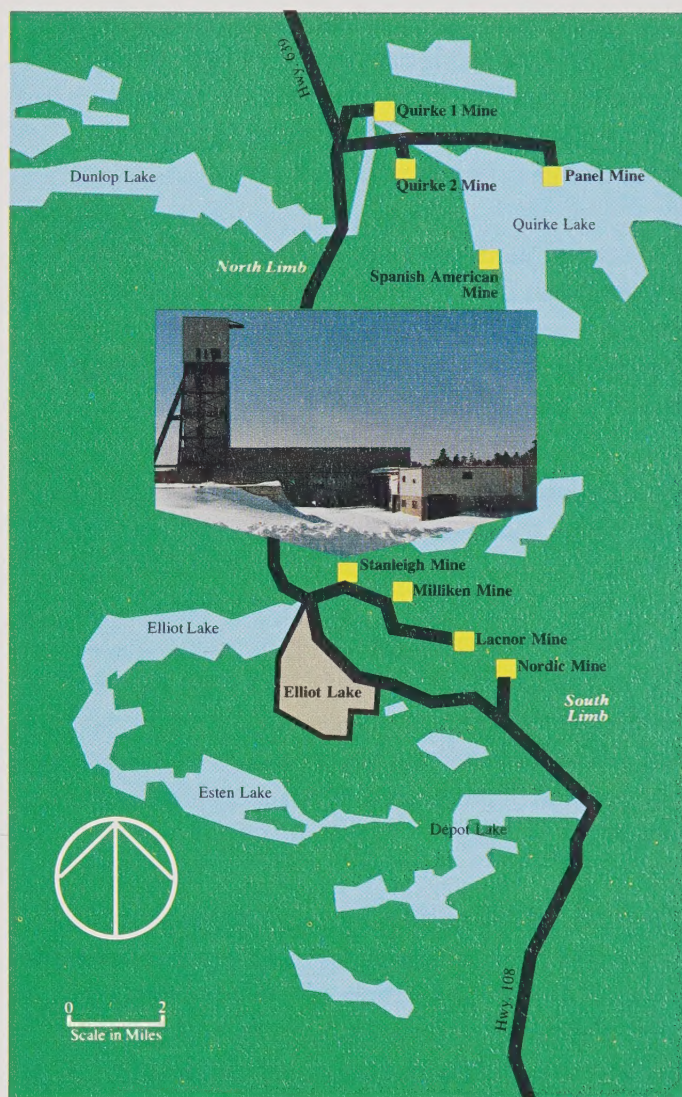 Hwy. 639
Quirke 1 Mine
Dunlop Lake
Quirke 2 Mine
Panel Mine
Quirke Lake
North Limb
Spanish American
Mine
Stanleigh Mine
Milliken Mine
Elliot Lake
Lacnor Mine
Nordic Mine
Elliot Lake
South
Limb
Esten Lake
Depot Lake
Hwy. 108
0 2
Scale in Miles